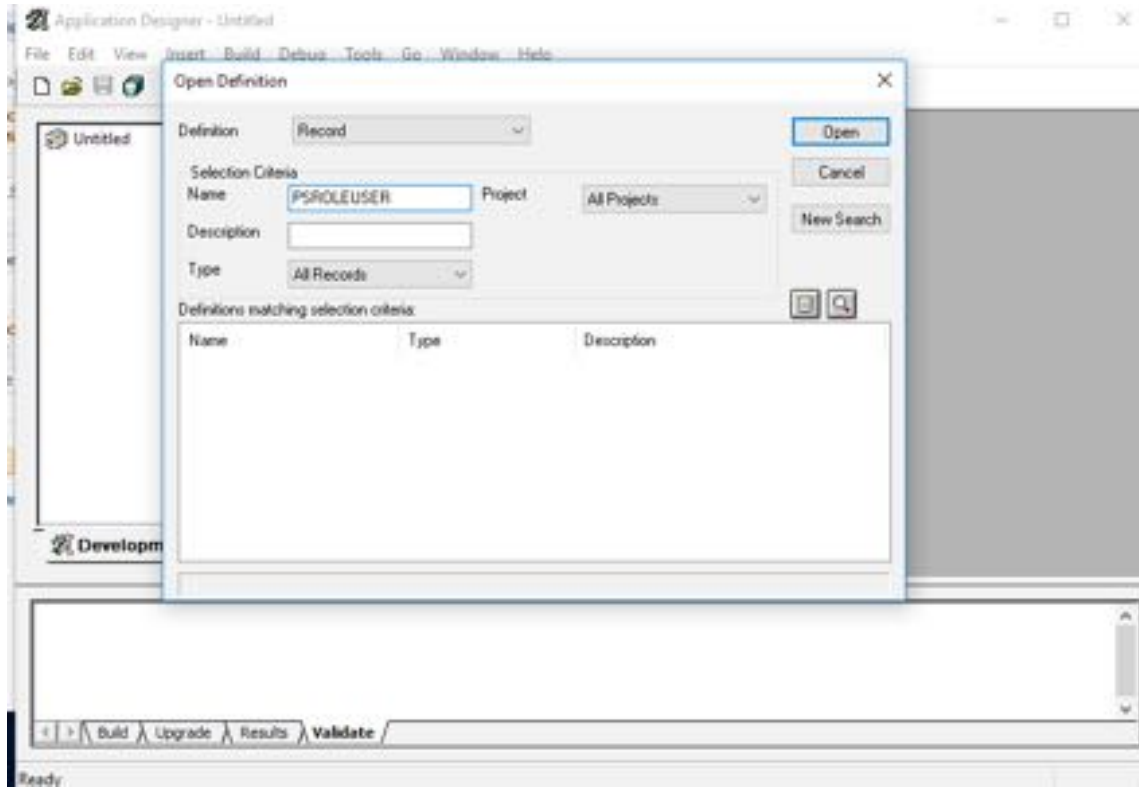 Application Designer - Untitled
File Edit View Insert Build Debug Tools Go Window Help
Open Definition
Untitled
Definition Record
Open
Selection Criteria
Cancel
Name PSROLEUSER Project All Projects
New Search
Description
Type All Records
Definitions matching selection criteria:
Name Type Description
Developm
Build Upgrade Results Validate
Ready